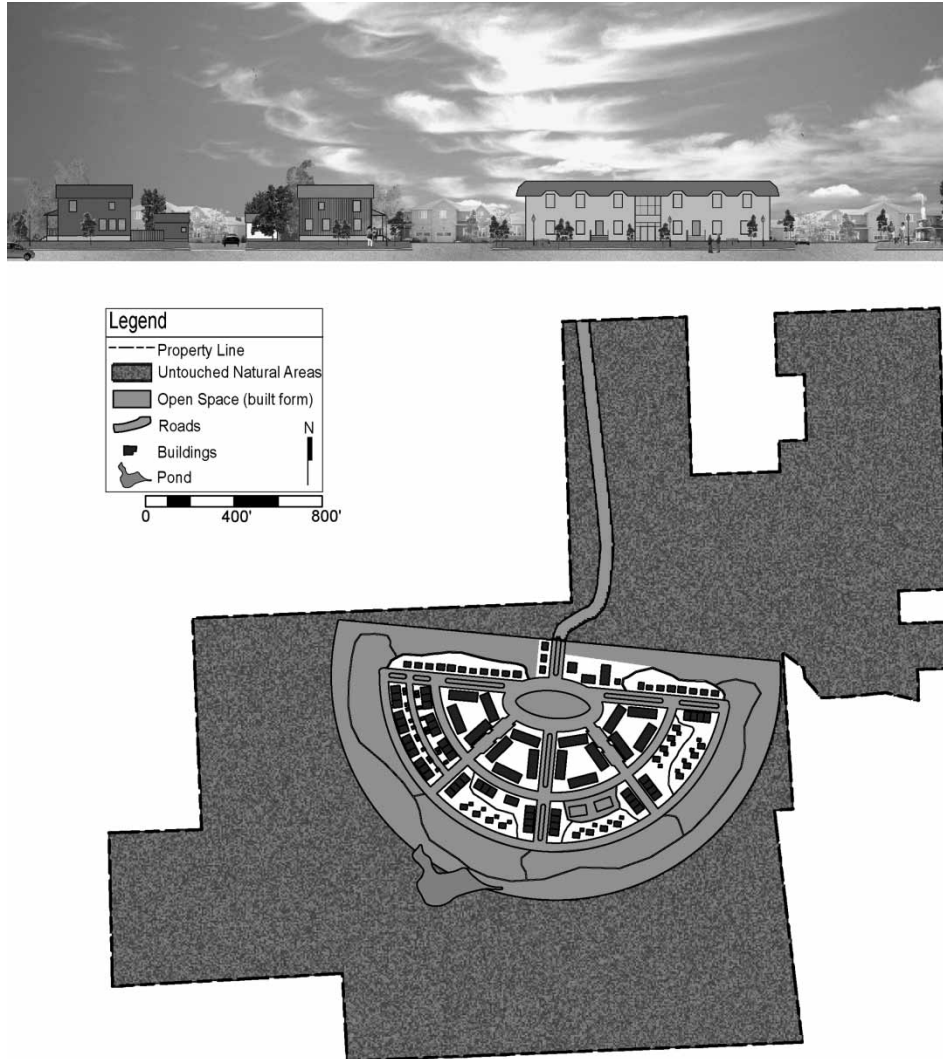 Legend
Property Line
Untouched Natural Areas
Open Space (built form)
Roads
N
Buildings
Pond
0 400' 800'